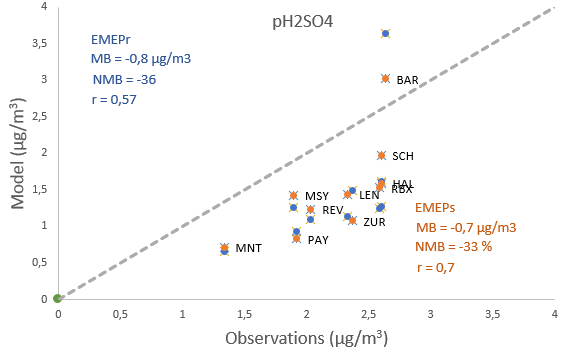 pH2SO4
EMEPr
MB = -0,8 µg/m3
NMB = -36
r = 0,57
4
3,5
3
2,5
2
1,5
1
0,5
0
Model (µg/m³)
BAR
SCH
HAL
RBX
LEN
MSY
REV
ZUR
PAY
MNT
EMEPs
MB = -0,7 µg/m3
NMB = -33 %
r = 0,7
0 0,5 1 1,5 2 2,5 3 3,5 4
Observations (µg/m³)